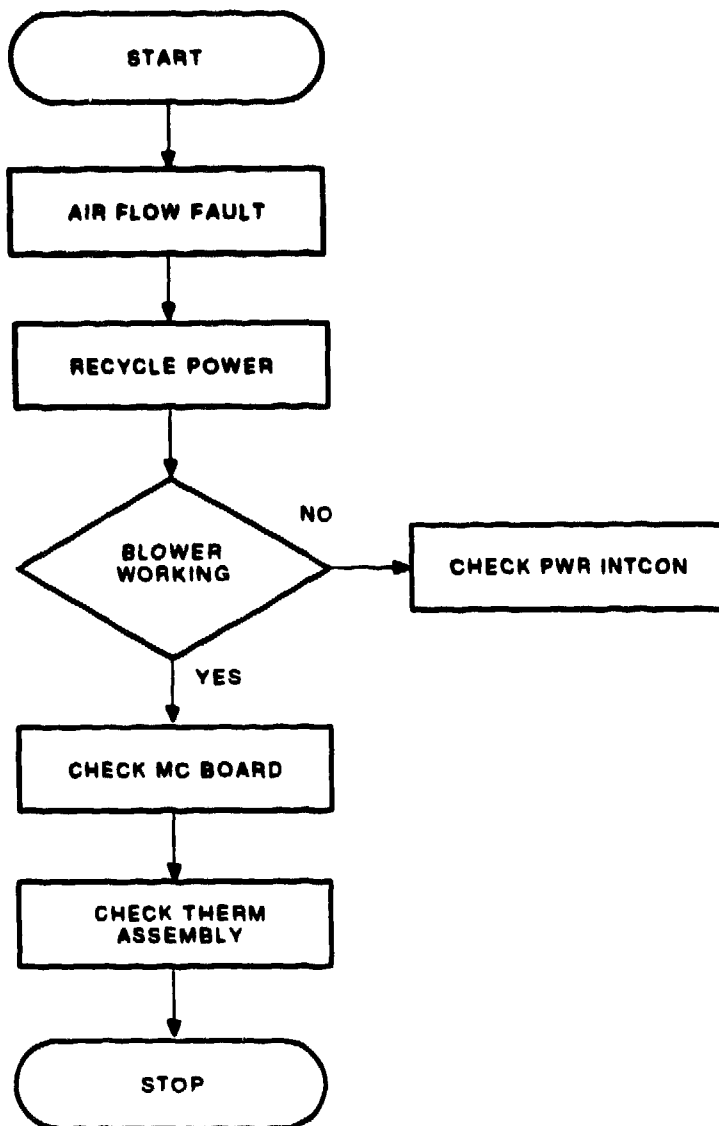 START
AIR FLOW FAULT
RECYCLE POWER
NO
BLOWER
WORKING
CHECK PWR INTCON
YES
CHECK MC BOARD
CHECK THERM
ASSEMBLY
STOP